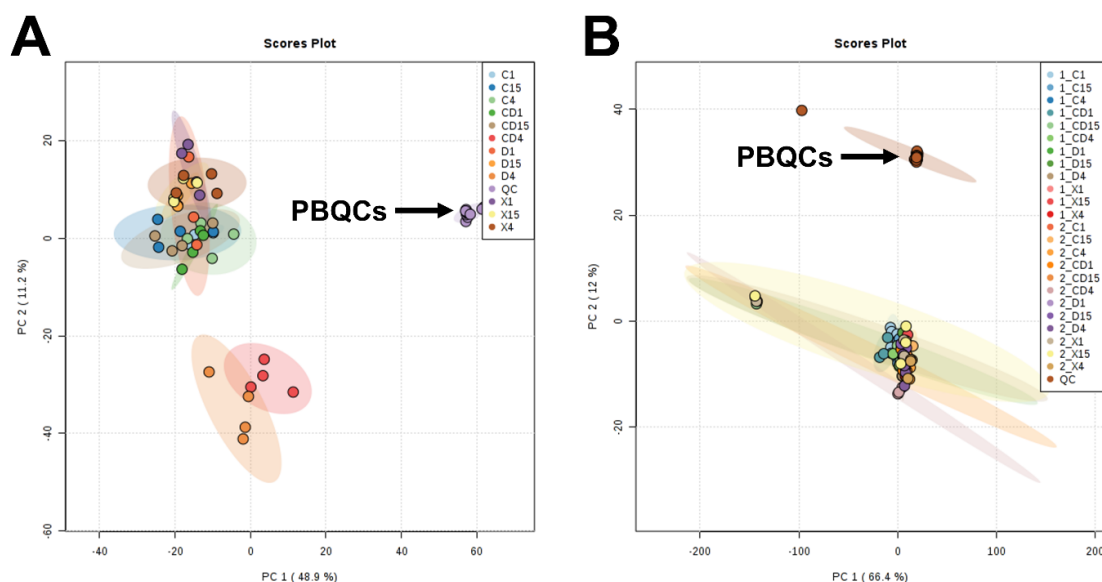 A
Scores Plot
PC 2 ( 11.2 %)
20
0
-20
-40
-60
-40
-20
0
20
40
60
PC 1 ( 48.9 %)
PBQCs
C1
C15
C4
CD1
CD15
CD4
D1
D15
D4
QC
X1
X15
X4
B
Scores Plot
PC 2 ( 12 %)
40
20
0
-20
-200
-100
0
100
200
PC 1 ( 66.4 %)
PBQCs
1_C1
1_C15
1_C4
1_CD1
1_CD15
1_CD4
1_D1
1_D15
1_D4
1_X1
1_X15
1_X4
2_C1
2_C15
2_C4
2_CD1
2_CD15
2_CD4
2_D1
2_D15
2_D4
2_X1
2_X15
2_X4
QC